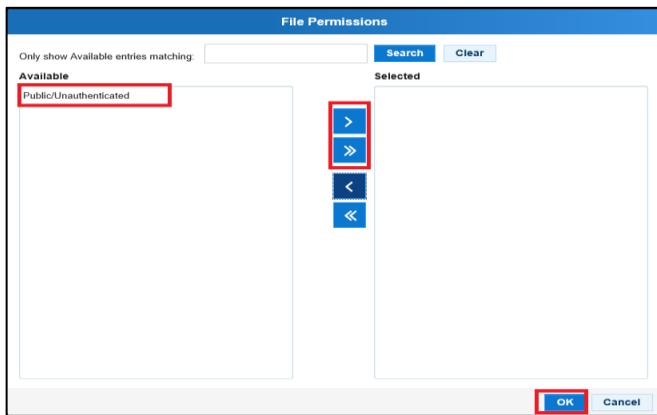 File Permissions
Only show Available entries matching:
Search
Clear
Available
Selected
Public/Unauthenticated
>
>>
<
<<
OK
Cancel